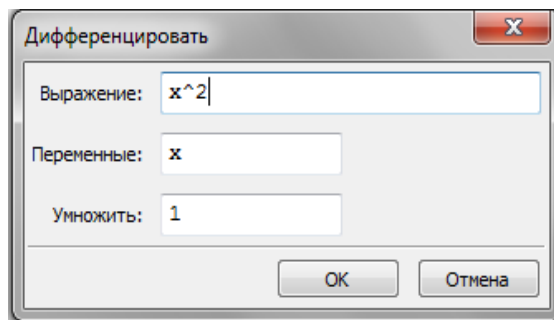 Дифференцировать
Выражение: x^2
Переменные: x
Умножить: 1
OK Отмена